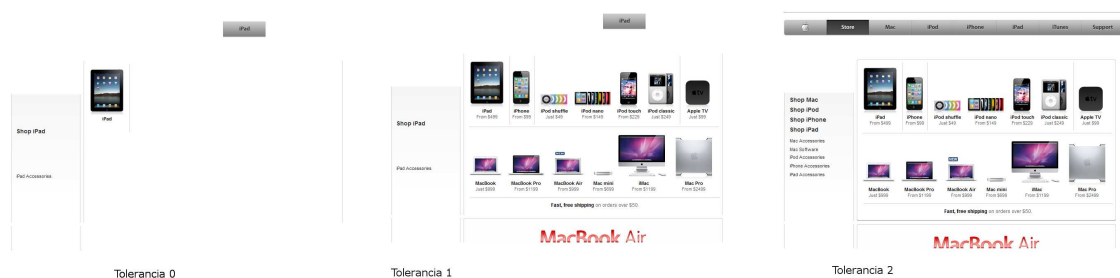 iPad
iPad
Shop iPad
iPad Accessories
Tolerancia 0
iPad
iPad
From $499
iPhone
From $99
iPod shuffle
Just $49
iPod nano
From $149
iPod touch
From $229
iPod classic
Just $249
Apple TV
Just $99
Shop iPad
iPad Accessories
MacBook
Just $999
MacBook Pro
From $1199
NEW
MacBook Air
From $999
Mac mini
From $699
iMac
From $1199
Mac Pro
From $2499
Fast, free shipping on orders over $50.
MacBook Air
Tolerancia 1
Store Mac iPod iPhone iPad iTunes Support
iPad
From $499
iPhone
From $99
iPod shuffle
Just $49
iPod nano
From $149
iPod touch
From $229
iPod classic
Just $249
Apple TV
Just $99
Shop Mac
Shop iPod
Shop iPhone
Shop iPad
Mac Accessories
Mac Software
iPod Accessories
iPhone Accessories
iPad Accessories
MacBook
Just $999
MacBook Pro
From $1199
NEW
MacBook Air
From $999
Mac mini
From $699
iMac
From $1199
Mac Pro
From $2499
Fast, free shipping on orders over $50.
MacBook Air
Tolerancia 2